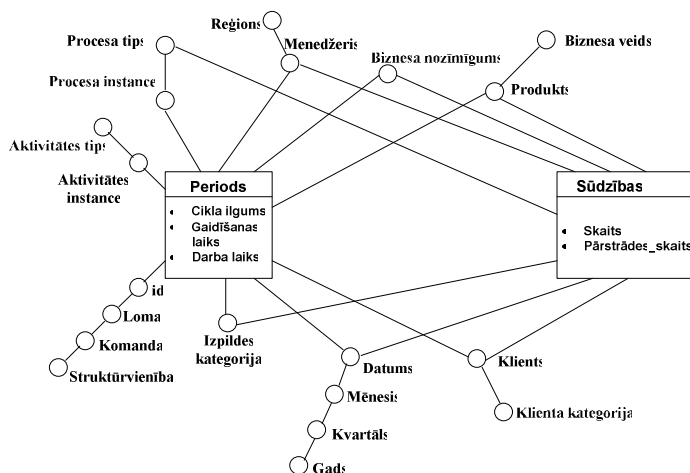 Reģions
Procesa tips
Menedžeris
Biznesa nozīmīgums
Biznesa veids
Procesa instance
Produkts
Aktivitātes tips
Aktivitātes
instance
Periods
Cikla ilgums
Gaidīšanas
laiks
Darba laiks
Sūdzības
Skaits
Pārstrādes_skaits
id
Loma
Komanda
Struktūrvienība
Izpildes
kategorija
Datums
Mēnesis
Kvartāls
Gads
Klients
Klienta kategorija